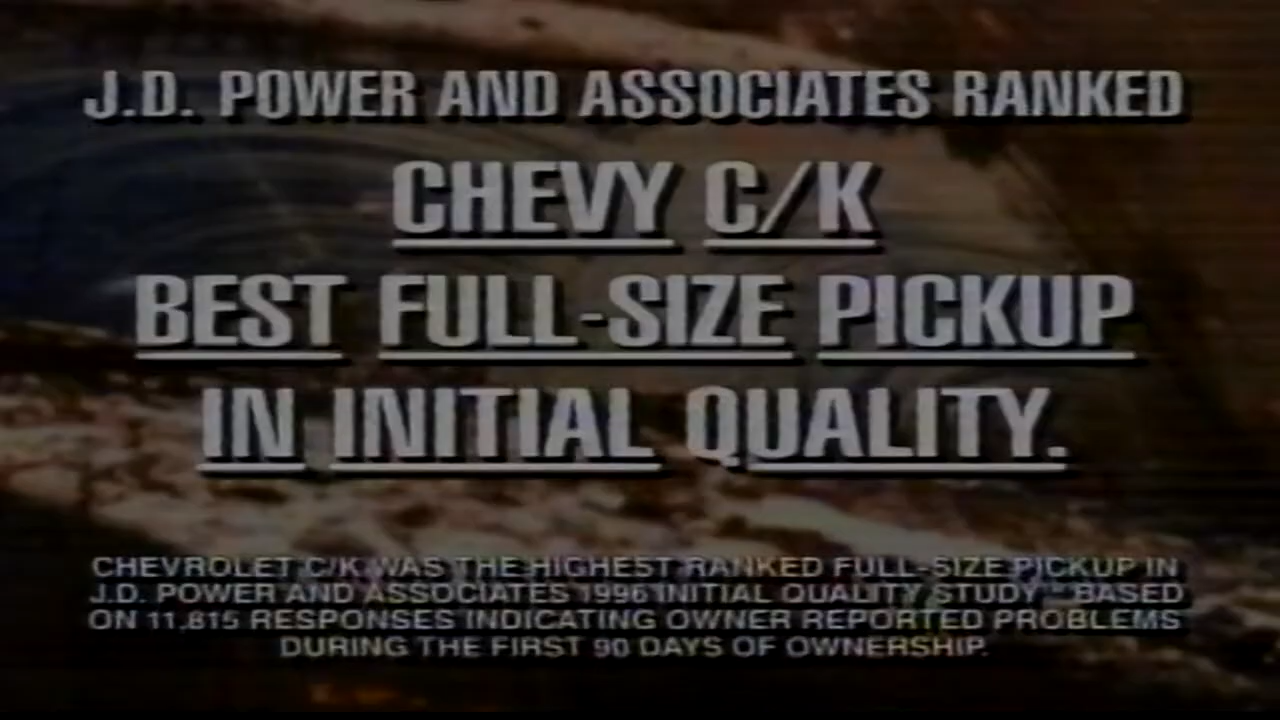 J.D. POWER AND ASSOCIATES RANKED
CHEVY C/K
BEST FULL-SIZE PICKUP
IN INITIAL QUALITY.
CHEVROLET C/K WAS THE HIGHEST RANKED FULL-SIZE PICKUP IN
J.D. POWER AND ASSOCIATES 1996 INITIAL QUALITY STUDY BASED
ON 11,815 RESPONSES INDICATING OWNER REPORTED PROBLEMS
DURING THE FIRST 90 DAYS OF OWNERSHIP.